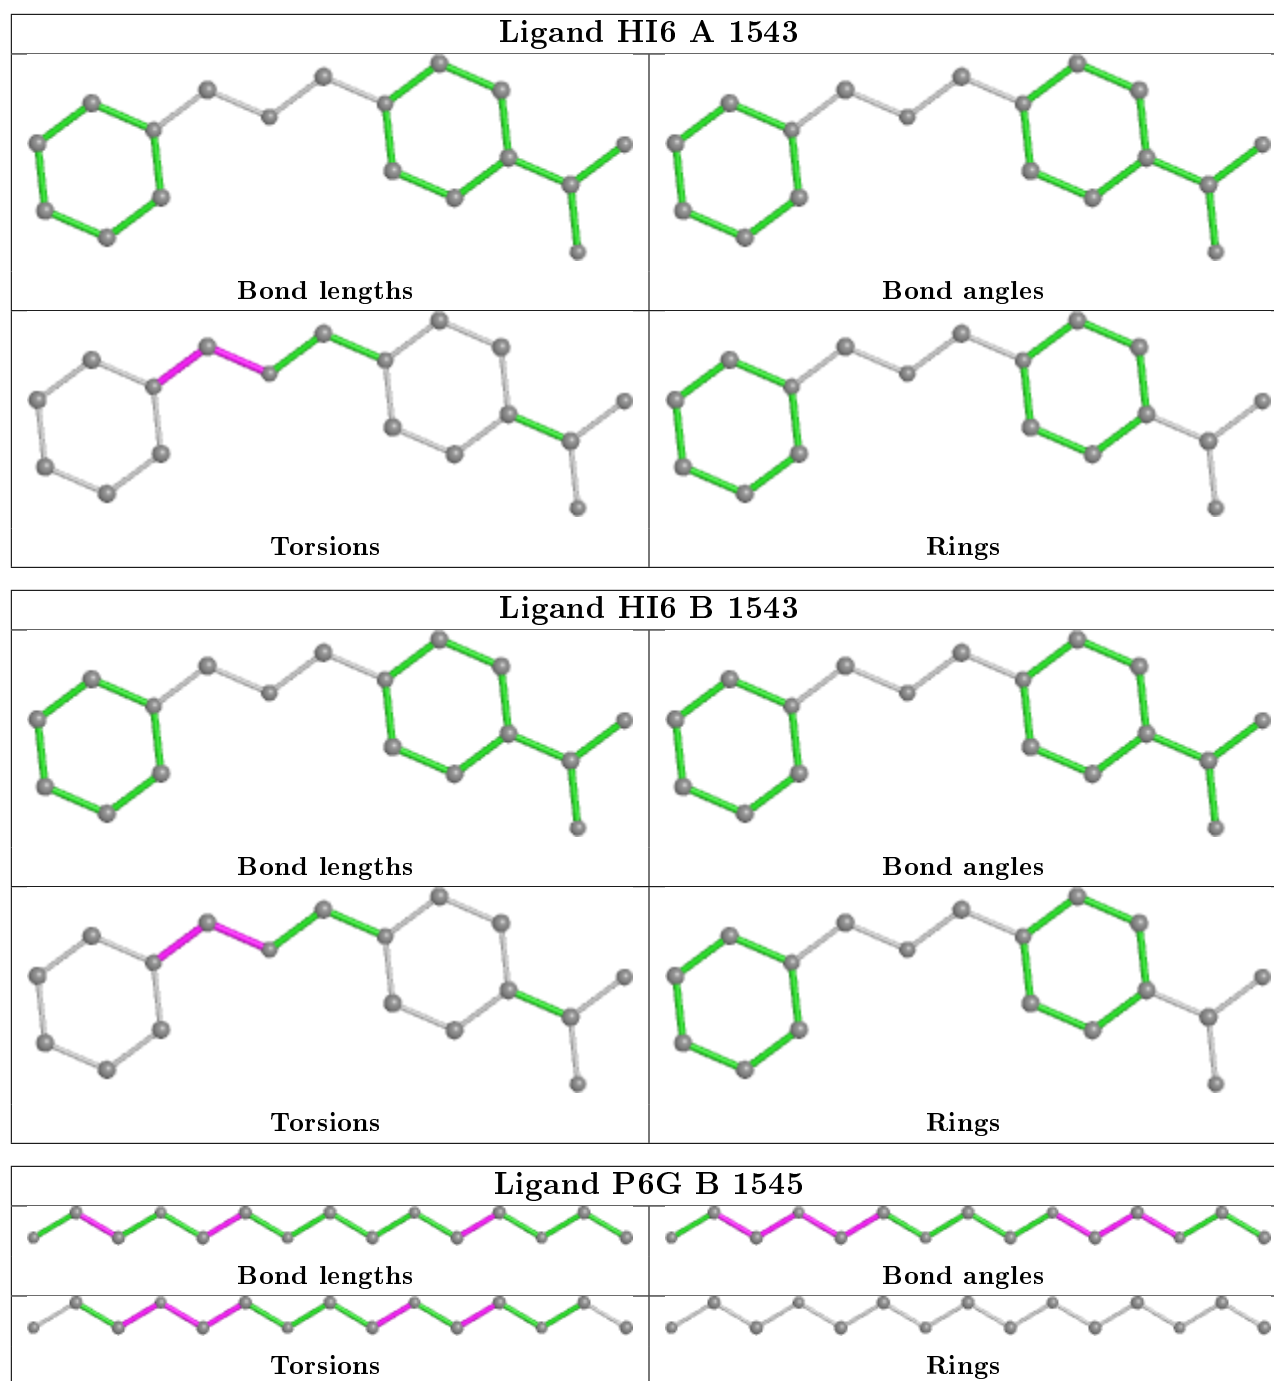 Ligand HI6 A 1543
Bond lengths
Bond angles
Torsions
Rings
Ligand HI6 B 1543
Bond lengths
Bond angles
Torsions
Rings
Ligand P6G B 1545
Bond lengths
Bond angles
Torsions
Rings